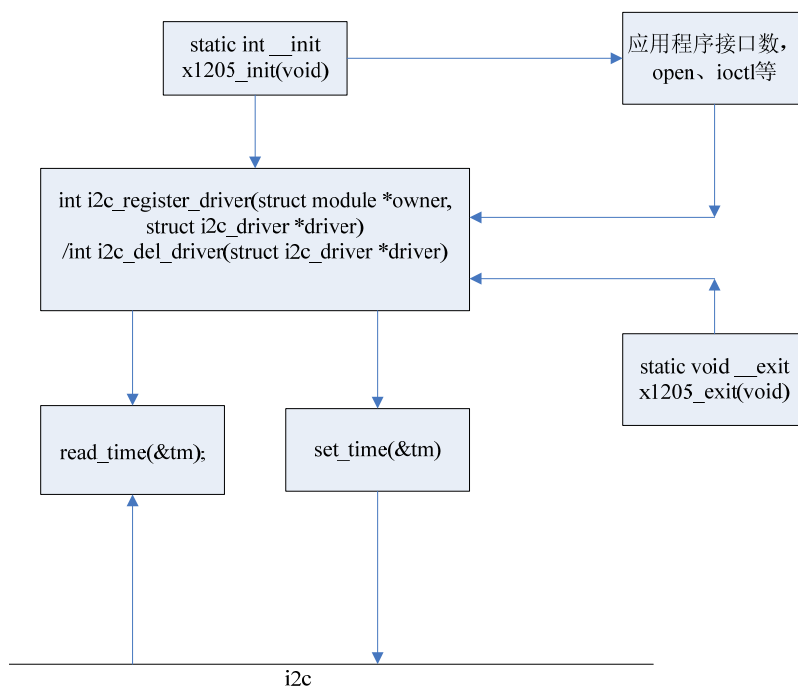 static int __init
x1205_init(void)
应用程序接口数，
open、ioctl等
int i2c_register_driver(struct module *owner,
struct i2c_driver *driver)
/int i2c_del_driver(struct i2c_driver *driver)
static void __exit
x1205_exit(void)
read_time(&tm);
set_time(&tm)
i2c